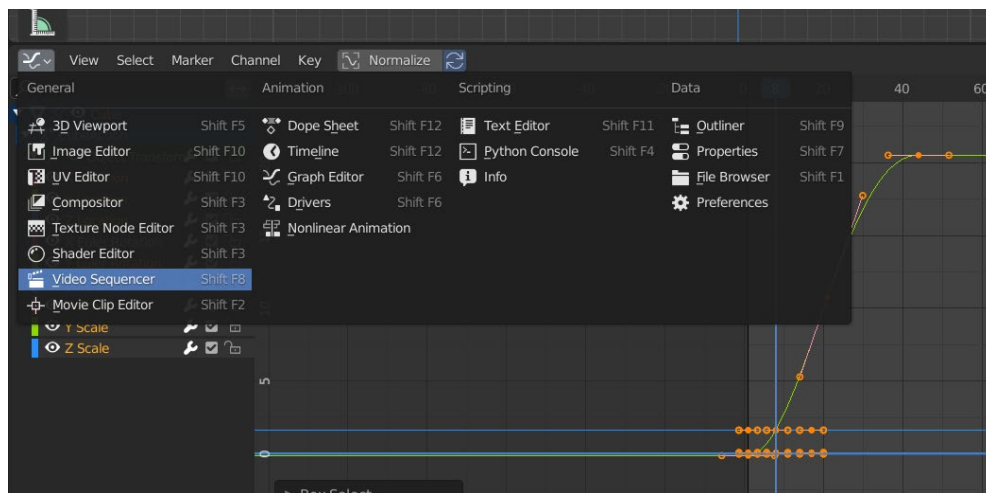 View Select Marker Channel Key Normalize
General Animation Scripting Data 8 40 60
3D Viewport Shift F5 Dope Sheet Shift F12 Text Editor Shift F11 Outliner Shift F9
Image Editor Shift F10 Timeline Shift F12 Python Console Shift F4 Properties Shift F7
UV Editor Shift F10 Graph Editor Shift F6 Info File Browser Shift F1
Compositor Shift F3 Drivers Shift F6 Preferences
Texture Node Editor Shift F3 Nonlinear Animation
Shader Editor Shift F3
Video Sequencer Shift F8
Movie Clip Editor Shift F2
Y Scale
Z Scale
5
0
Box Select